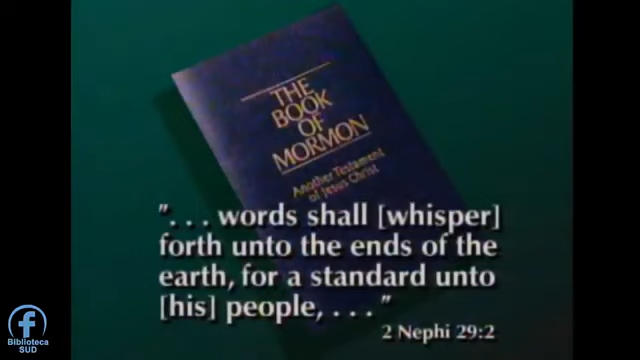 THE
BOOK
OF
MORMON
Another Testament
of Jesus Christ
". . . words shall [whisper]
forth unto the ends of the
earth, for a standard unto
[his] people, . . . "
2 Nephi 29:2
f
Biblioteca
SUD